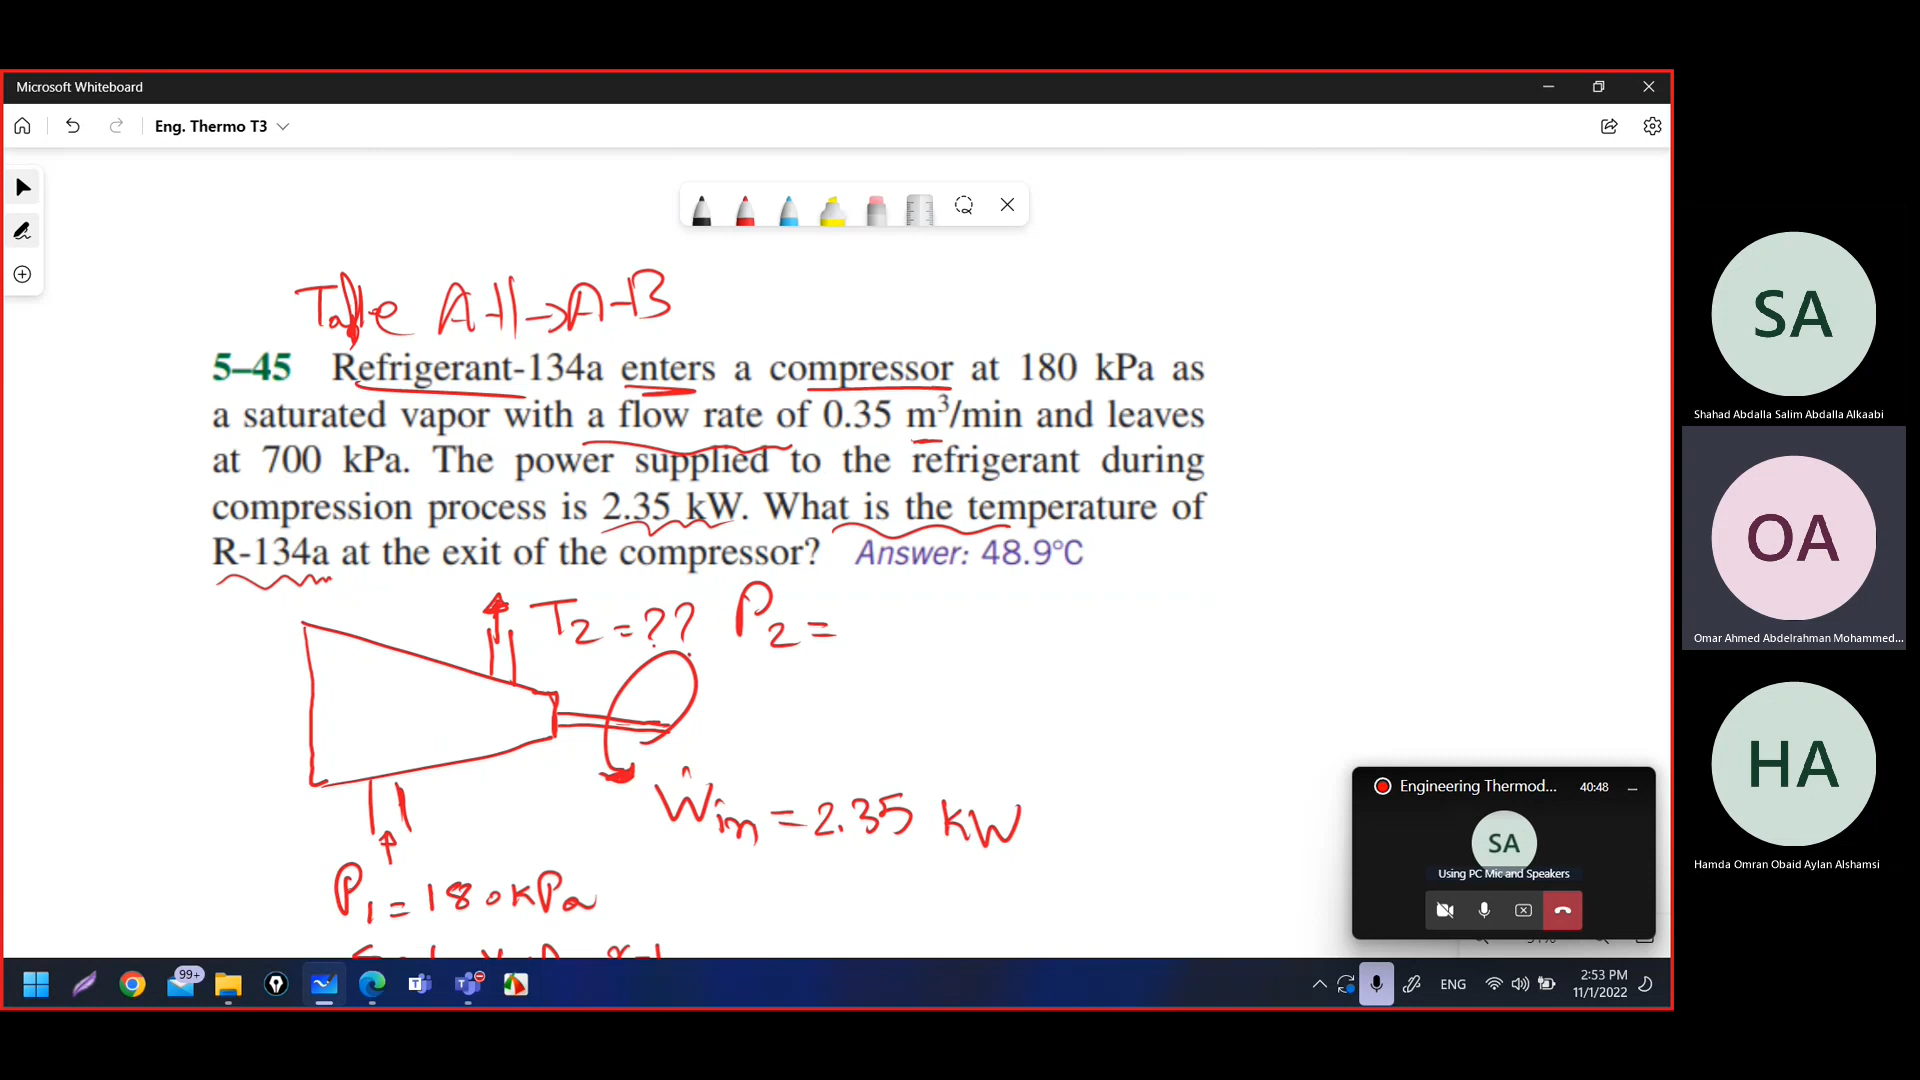 Microsoft Whiteboard
Eng. Thermo T3
Table A-11→A-13
5–45 Refrigerant-134a enters a compressor at 180 kPa as
a saturated vapor with a flow rate of 0.35 m³/min and leaves
at 700 kPa. The power supplied to the refrigerant during
compression process is 2.35 kW. What is the temperature of
R-134a at the exit of the compressor? Answer: 48.9°C
T2 = ?? P2 =
Ẇin = 2.35 kW
P1 = 180 kPa
SA
Shahad Abdalla Salim Abdalla Alkaabi
OA
Omar Ahmed Abdelrahman Mohammed...
HA
Hamda Omran Obaid Aylan Alshamsi
Engineering Thermod... 40:48
SA
Using PC Mic and Speakers
99+
ENG
2:53 PM
11/1/2022